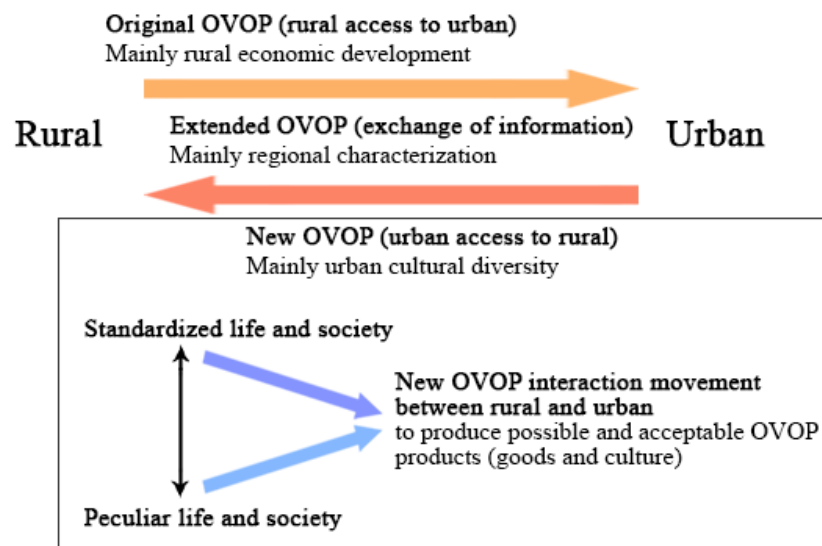 Original OVOP (rural access to urban)
Mainly rural economic development
Rural
Extended OVOP (exchange of information)
Mainly regional characterization
Urban
New OVOP (urban access to rural)
Mainly urban cultural diversity
Standardized life and society
New OVOP interaction movement
between rural and urban
to produce possible and acceptable OVOP
products (goods and culture)
Peculiar life and society